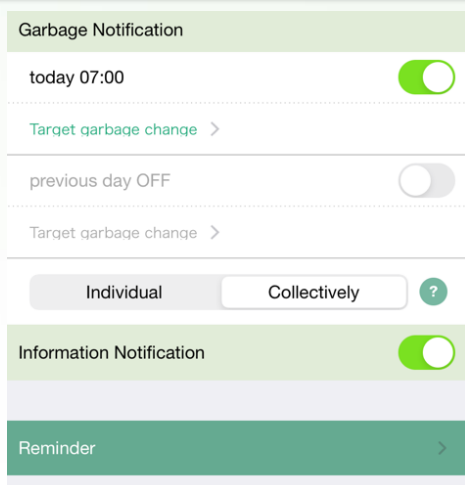 Garbage Notification
today 07:00
Target garbage change >
previous day OFF
Target garbage change >
Individual Collectively ?
Information Notification
Reminder >